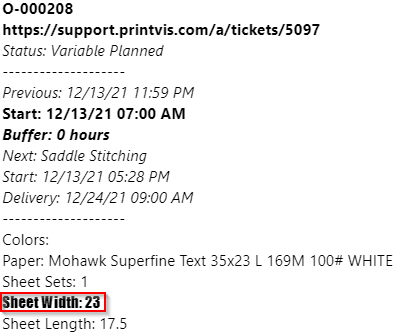 O-000208
https://support.printvis.com/a/tickets/5097
Status: Variable Planned
--------------------
Previous: 12/13/21 11:59 PM
Start: 12/13/21 07:00 AM
Buffer: 0 hours
Next: Saddle Stitching
Start: 12/13/21 05:28 PM
Delivery: 12/24/21 09:00 AM
--------------------
Colors:
Paper: Mohawk Superfine Text 35x23 L 169M 100# WHITE
Sheet Sets: 1
Sheet Width: 23
Sheet Length: 17.5